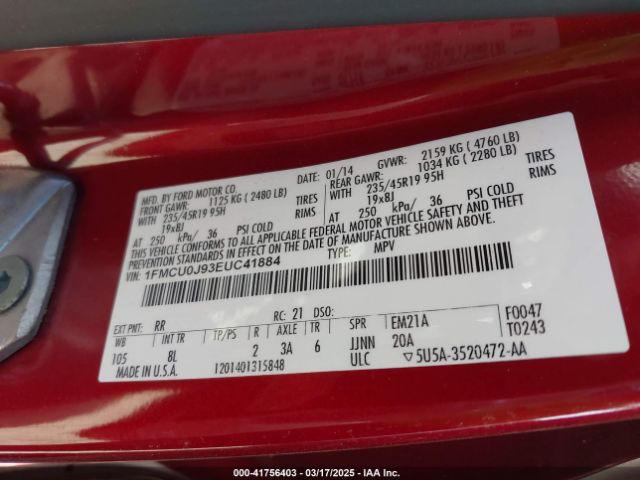 MFD. BY FORD MOTOR CO.
DATE: 01/14 GVWR: 2159 KG ( 4760 LB)
FRONT GAWR: 1125 KG ( 2480 LB) REAR GAWR: 1034 KG ( 2280 LB)
235/45R19 95H TIRES WITH 235/45R19 95H TIRES
19x8J RIMS 19x8J RIMS
AT 250 kPa/ 36 PSI COLD AT 250 kPa/ 36 PSI COLD
THIS VEHICLE CONFORMS TO ALL APPLICABLE FEDERAL MOTOR VEHICLE SAFETY AND THEFT
PREVENTION STANDARDS IN EFFECT ON THE DATE OF MANUFACTURE SHOWN ABOVE.
VIN: 1FMCU0J93EUC41884 TYPE: MPV
EXT PNT: RR RC: 21 DSO:
WB INT TR TP/PS R AXLE TR SPR EM21A F0047
105 8L 2 3A 6 JJNN 20A T0243
MADE IN U.S.A. 1201401315848 ULC ▽5U5A-3520472-AA
000-41756403 - 03/17/2025 - IAA Inc.